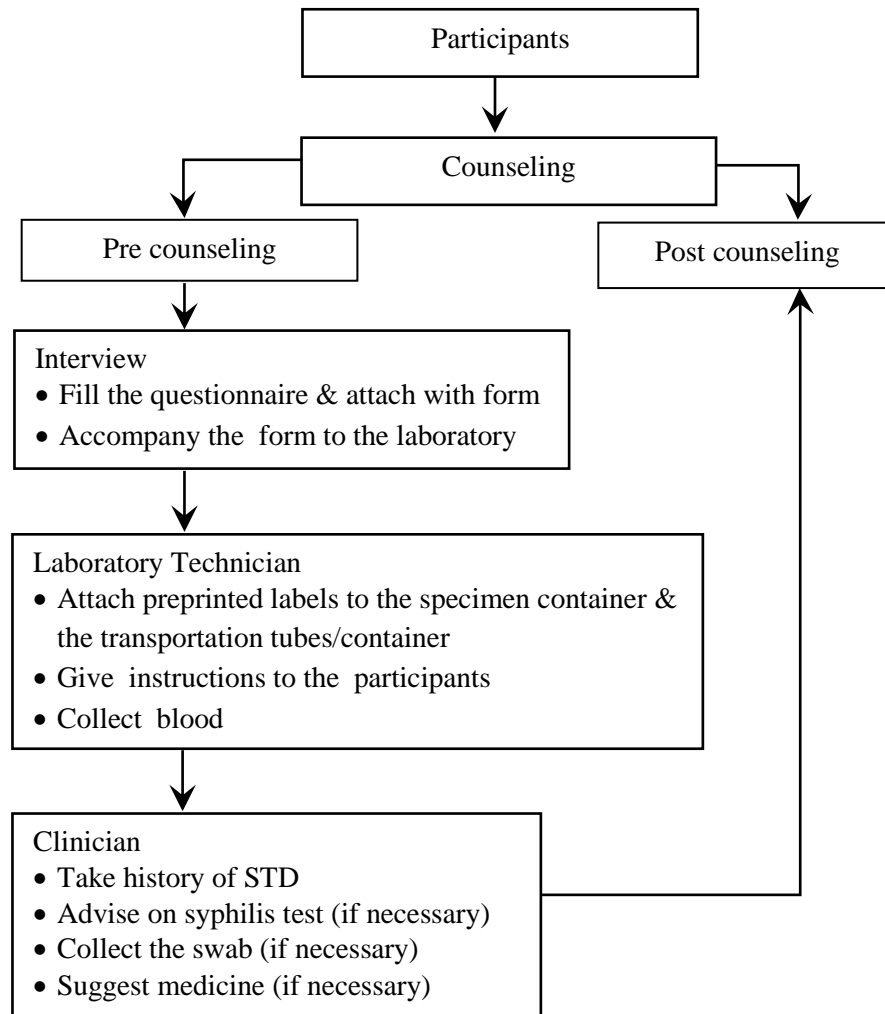 Participants
Counseling
Pre counseling
Post counseling
Interview
• Fill the questionnaire & attach with form
• Accompany the form to the laboratory
Laboratory Technician
• Attach preprinted labels to the specimen container &
the transportation tubes/container
• Give instructions to the participants
• Collect blood
Clinician
• Take history of STD
• Advise on syphilis test (if necessary)
• Collect the swab (if necessary)
• Suggest medicine (if necessary)